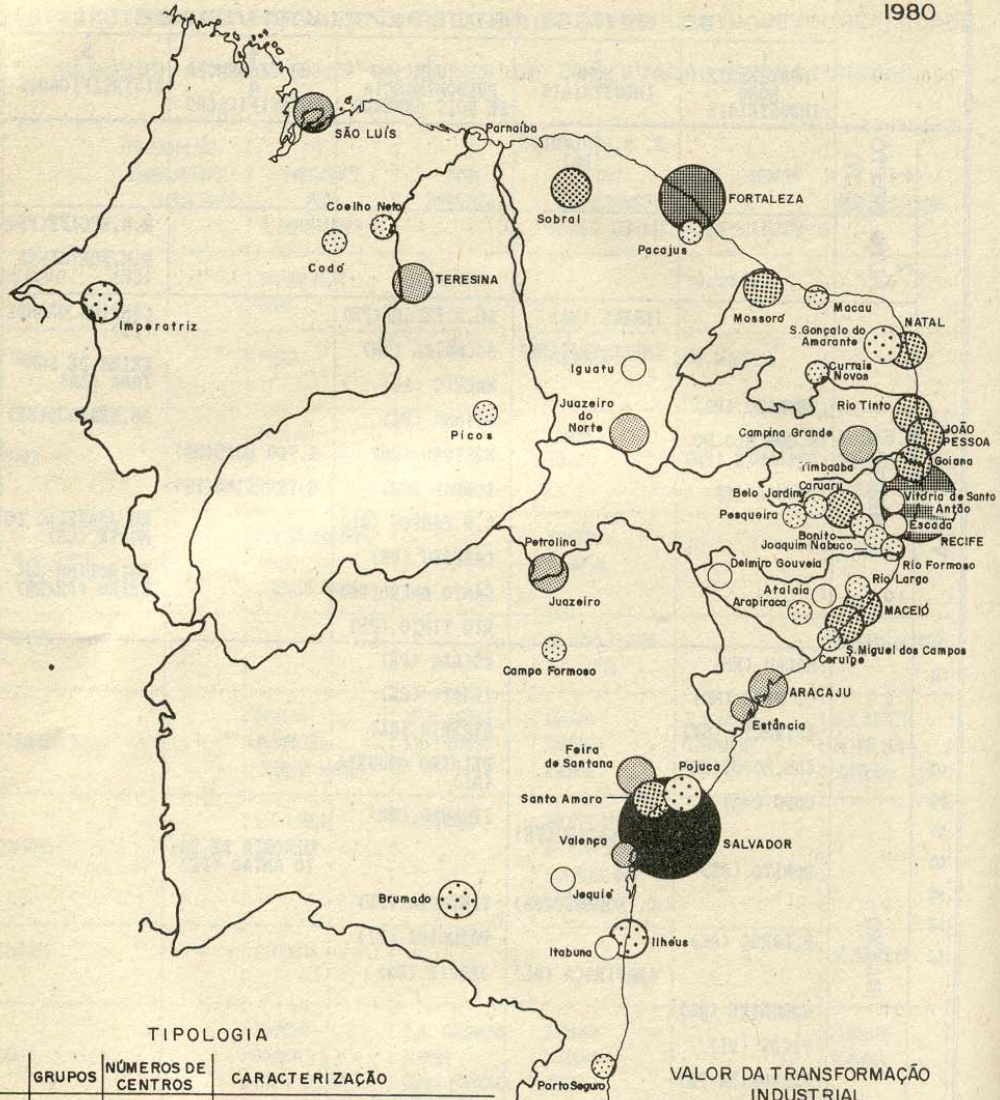 1980
SÃO LUÍS
Parnaíba
Coelho Neto
Codó
Sobral
FORTALEZA
Pacajus
TERESINA
Imperatriz
Mossoró
Macau
S.Gonçalo do
Amarante
NATAL
Iguatu
Currais
Novos
Juazeiro
do
Norte
Picos
Rio Tinto
Campina Grande
JOÃO
PESSOA
Goiana
Timbaúba
Caruaru
Belo Jardim
Vitória de Santo
Antão
Pesqueira
Escada
Bonito
RECIFE
Joaquim Nabuco
Petrolina
Rio Formoso
Delmiro Gouveia
Rio Largo
Atalaia
Juazeiro
Arapiraca
MACEIÓ
S.Miguel dos Campos
Coruripe
Campo Formoso
ARACAJU
Estância
Feira
de Santana
Pojuca
Santo Amaro
Valença
SALVADOR
Jequié
Brumado
Ilhéus
Itabuna
TIPOLOGIA
GRUPOS
NÚMEROS DE
CENTROS
CARACTERIZAÇÃO
Porto Seguro
VALOR DA TRANSFORMAÇÃO
INDUSTRIAL